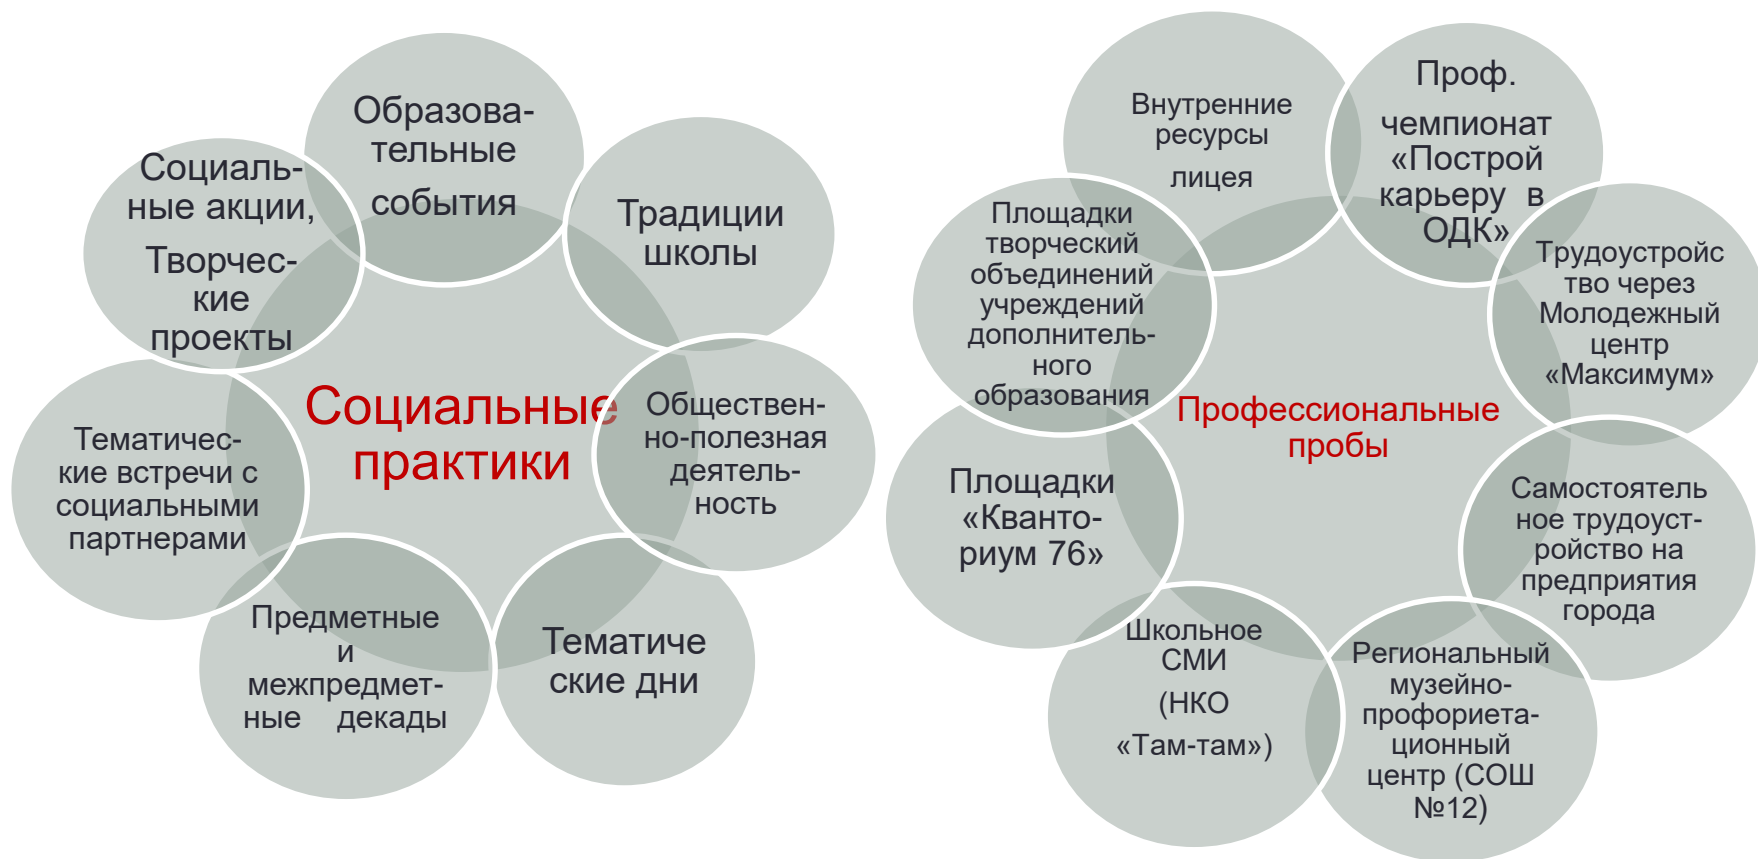 Образова-
тельные
события
Традиции
школы
Обществен-
но-полезная
деятель-
ность
Тематиче
ские дни
Предметные
и
межпредмет-
ные декады
Тематичес-
кие встречи с
социальными
партнерами
Социаль-
ные акции,
Творчес-
кие
проекты
Социальные
практики
Внутренние
ресурсы
лицея
Проф.
чемпионат
«Построй
карьеру в
ОДК»
Трудоустройс
тво через
Молодежный
центр
«Максимум»
Самостоятель
ное трудоуст-
ройство на
предприятия
города
Региональный
музейно-
профориета-
ционный
центр (СОШ
№12)
Школьное
СМИ
(НКО
«Там-там»)
Площадки
«Кванто-
риум 76»
Площадки
творческий
объединений
учреждений
дополнитель-
ного
образования
Профессиональные
пробы